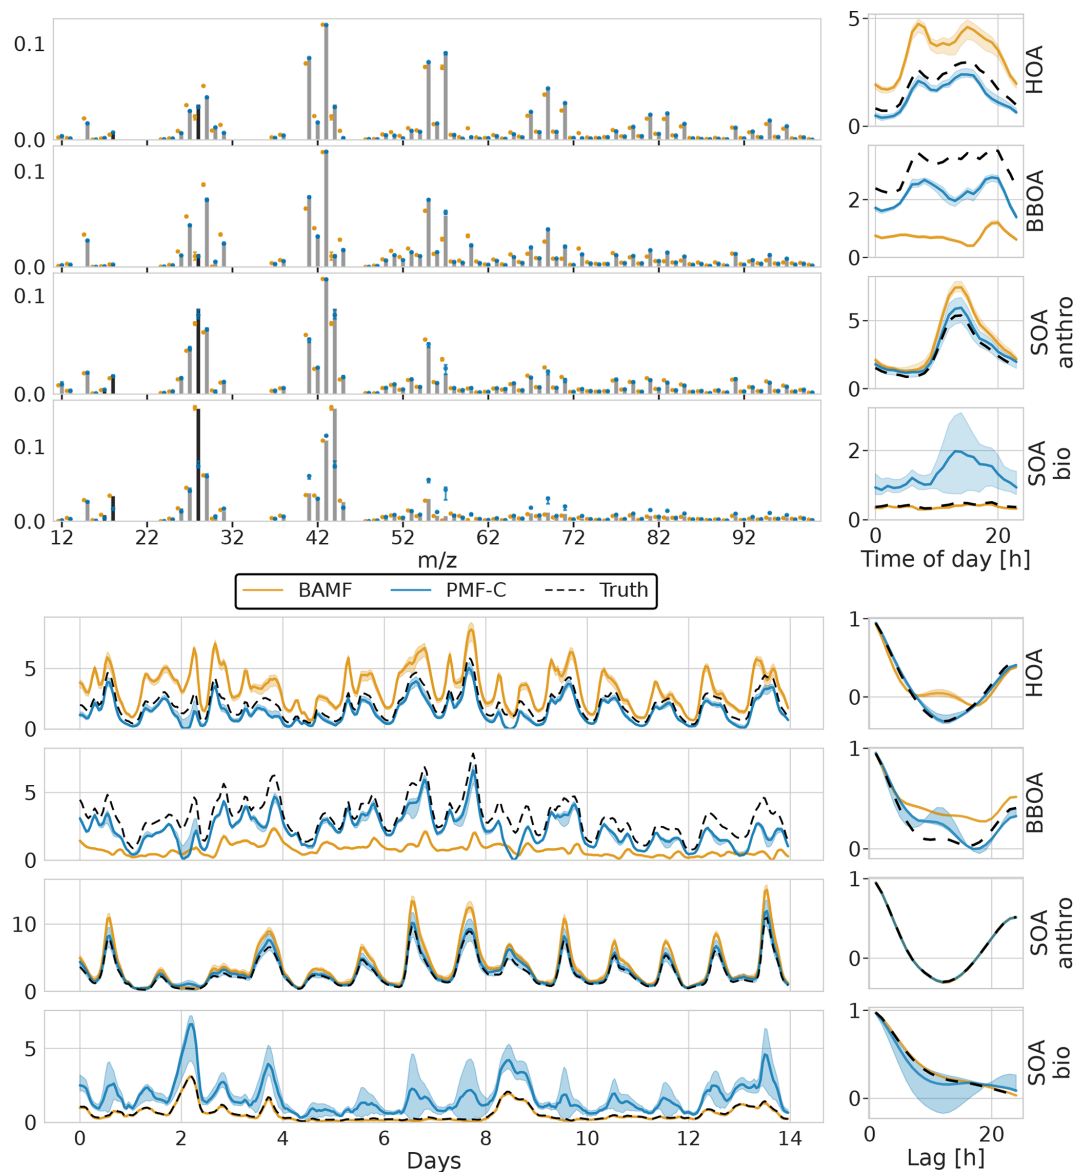 0.1
0.0
5
0
HOA
0.1
0.0
2
0
BBOA
0.1
0.0
5
0
SOA
anthro
0.1
0.0
2
0
SOA
bio
12 22 32 42 52 62 72 82 92
m/z
0 20
Time of day [h]
BAMF PMF-C Truth
5
0
1
0
HOA
5
0
1
0
BBOA
10
0
1
0
SOA
anthro
5
0
1
0
SOA
bio
0 2 4 6 8 10 12 14
Days
0 20
Lag [h]